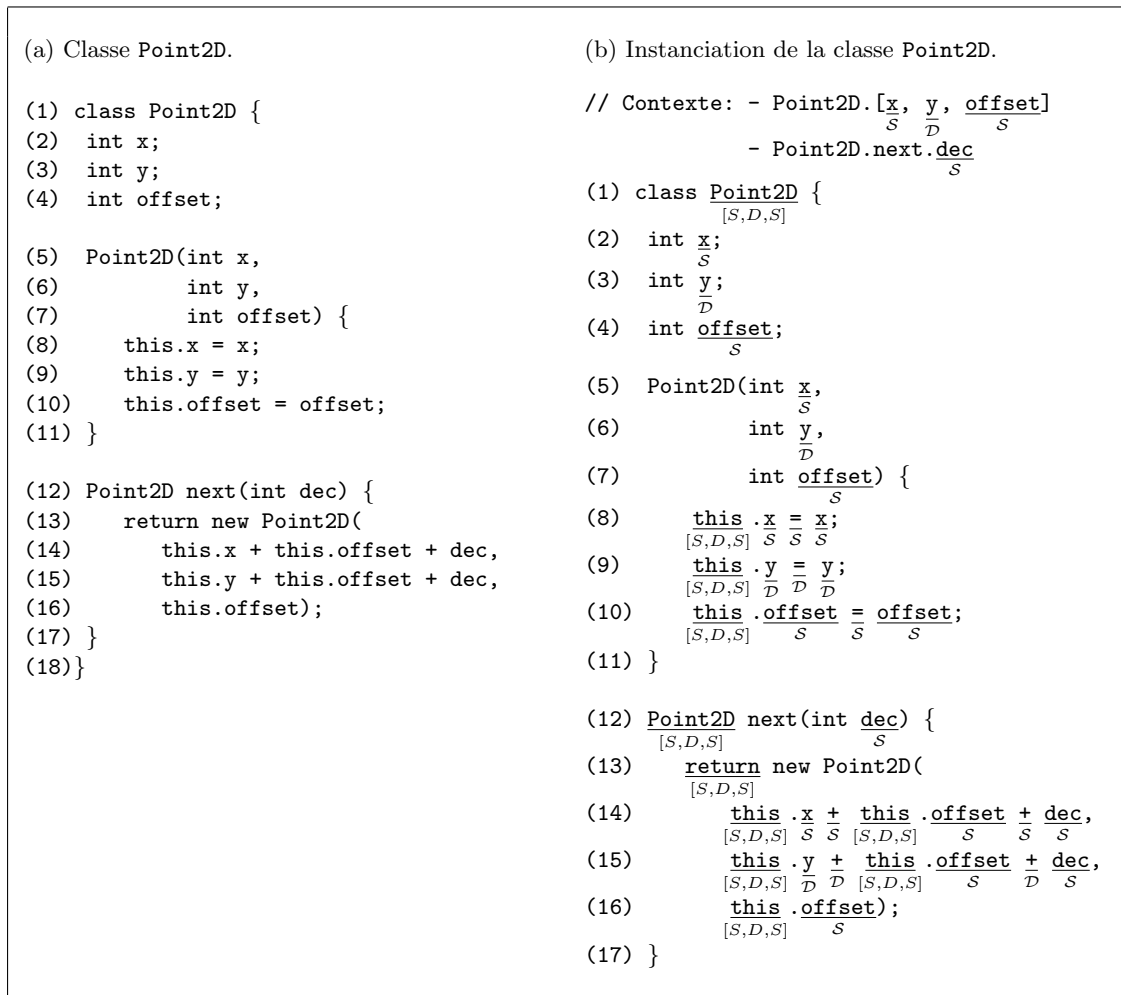 (a) Classe Point2D.
(1) class Point2D {
(2)  int x;
(3)  int y;
(4)  int offset;
(5)  Point2D(int x,
(6)          int y,
(7)          int offset) {
(8)     this.x = x;
(9)     this.y = y;
(10)    this.offset = offset;
(11) }
(12) Point2D next(int dec) {
(13)    return new Point2D(
(14)       this.x + this.offset + dec,
(15)       this.y + this.offset + dec,
(16)       this.offset);
(17) }
(18)}
(b) Instanciation de la classe Point2D.
// Contexte: - Point2D.[x, y, offset]
S D S
- Point2D.next.dec
S
(1) class Point2D {
[S,D,S]
(2)  int x;
S
(3)  int y;
D
(4)  int offset;
S
(5)  Point2D(int x,
S
(6)          int y,
D
(7)          int offset) {
S
(8)     this.x = x;
[S,D,S] S S S
(9)     this.y = y;
[S,D,S] D D D
(10)    this.offset = offset;
[S,D,S] S S S
(11) }
(12) Point2D next(int dec) {
[S,D,S] S
(13)    return new Point2D(
[S,D,S]
(14)       this.x + this.offset + dec,
[S,D,S] S S [S,D,S] S S S
(15)       this.y + this.offset + dec,
[S,D,S] D D [S,D,S] S D S
(16)       this.offset);
[S,D,S] S
(17) }